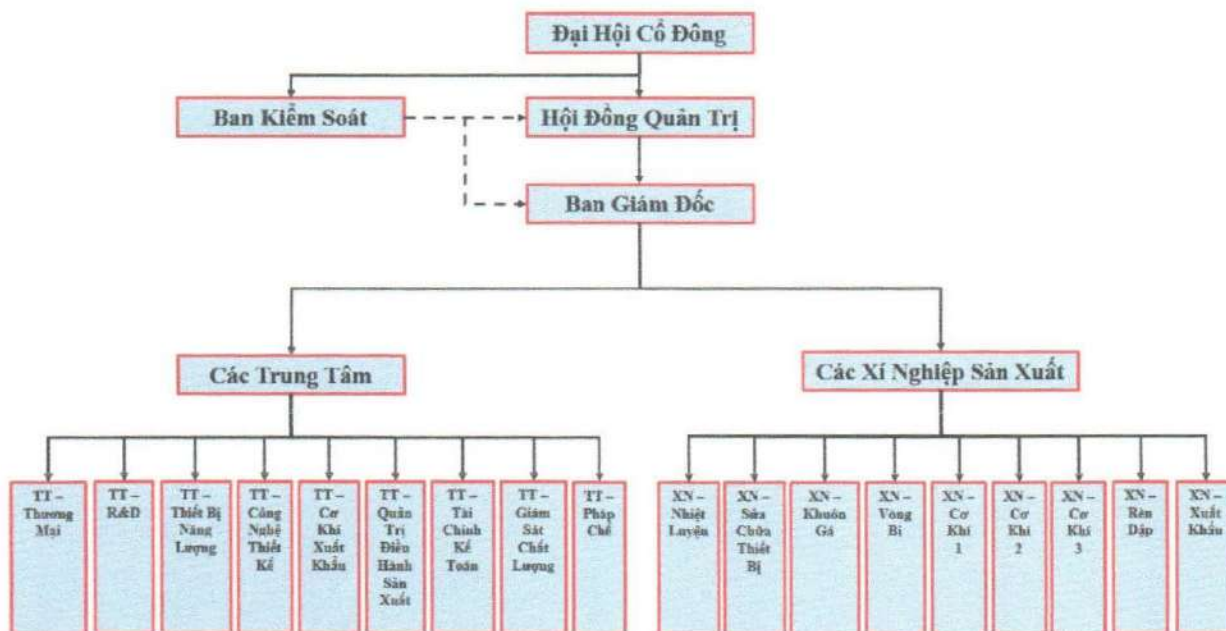 Đại Hội Cổ Đông
Ban Kiểm Soát
Hội Đồng Quản Trị
Ban Giám Đốc
Các Trung Tâm
Các Xí Nghiệp Sản Xuất
TT –
Thương
Mại
TT –
R&D
TT –
Thiết Bị
Năng
Lượng
TT –
Công
Nghệ
Thiết
Kế
TT –
Cơ
Khí
Xuất
Khẩu
TT –
Quản
Trị
Điều
Hành
Sản
Xuất
TT –
Tài
Chính
Kế
Toán
TT –
Giám
Sát
Chất
Lượng
TT –
Pháp
Chế
XN –
Nhiệt
Luyện
XN –
Sửa
Chữa
Thiết
Bị
XN –
Khuôn
Gá
XN –
Vòng
Bi
XN –
Cơ
Khí
1
XN –
Cơ
Khí
2
XN –
Cơ
Khí
3
XN –
Rèn
Dập
XN –
Xuất
Khẩu